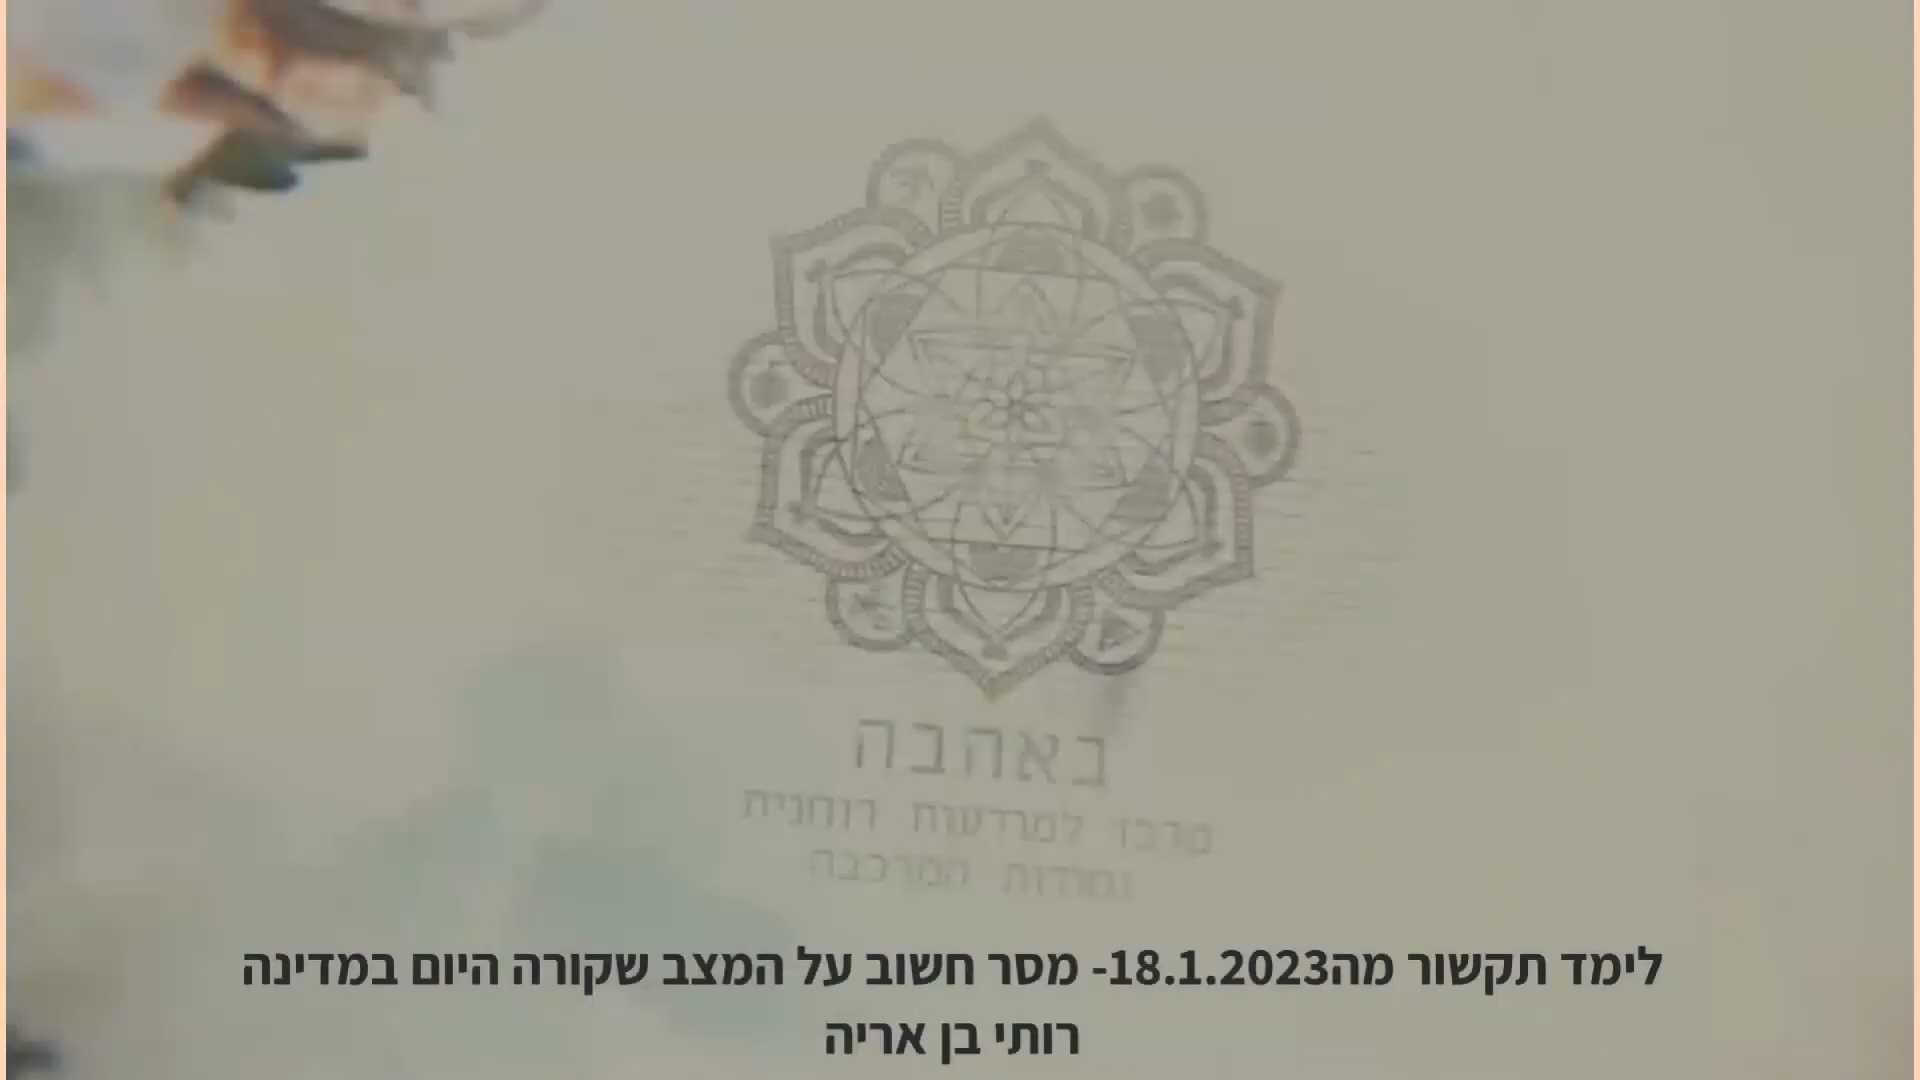 באהבה
מרכז למודעות רוחנית
ומדות המרכבה
לימד תקשור מה18.1.2023- מסר חשוב על המצב שקורה היום במדינה
רותי בן אריה